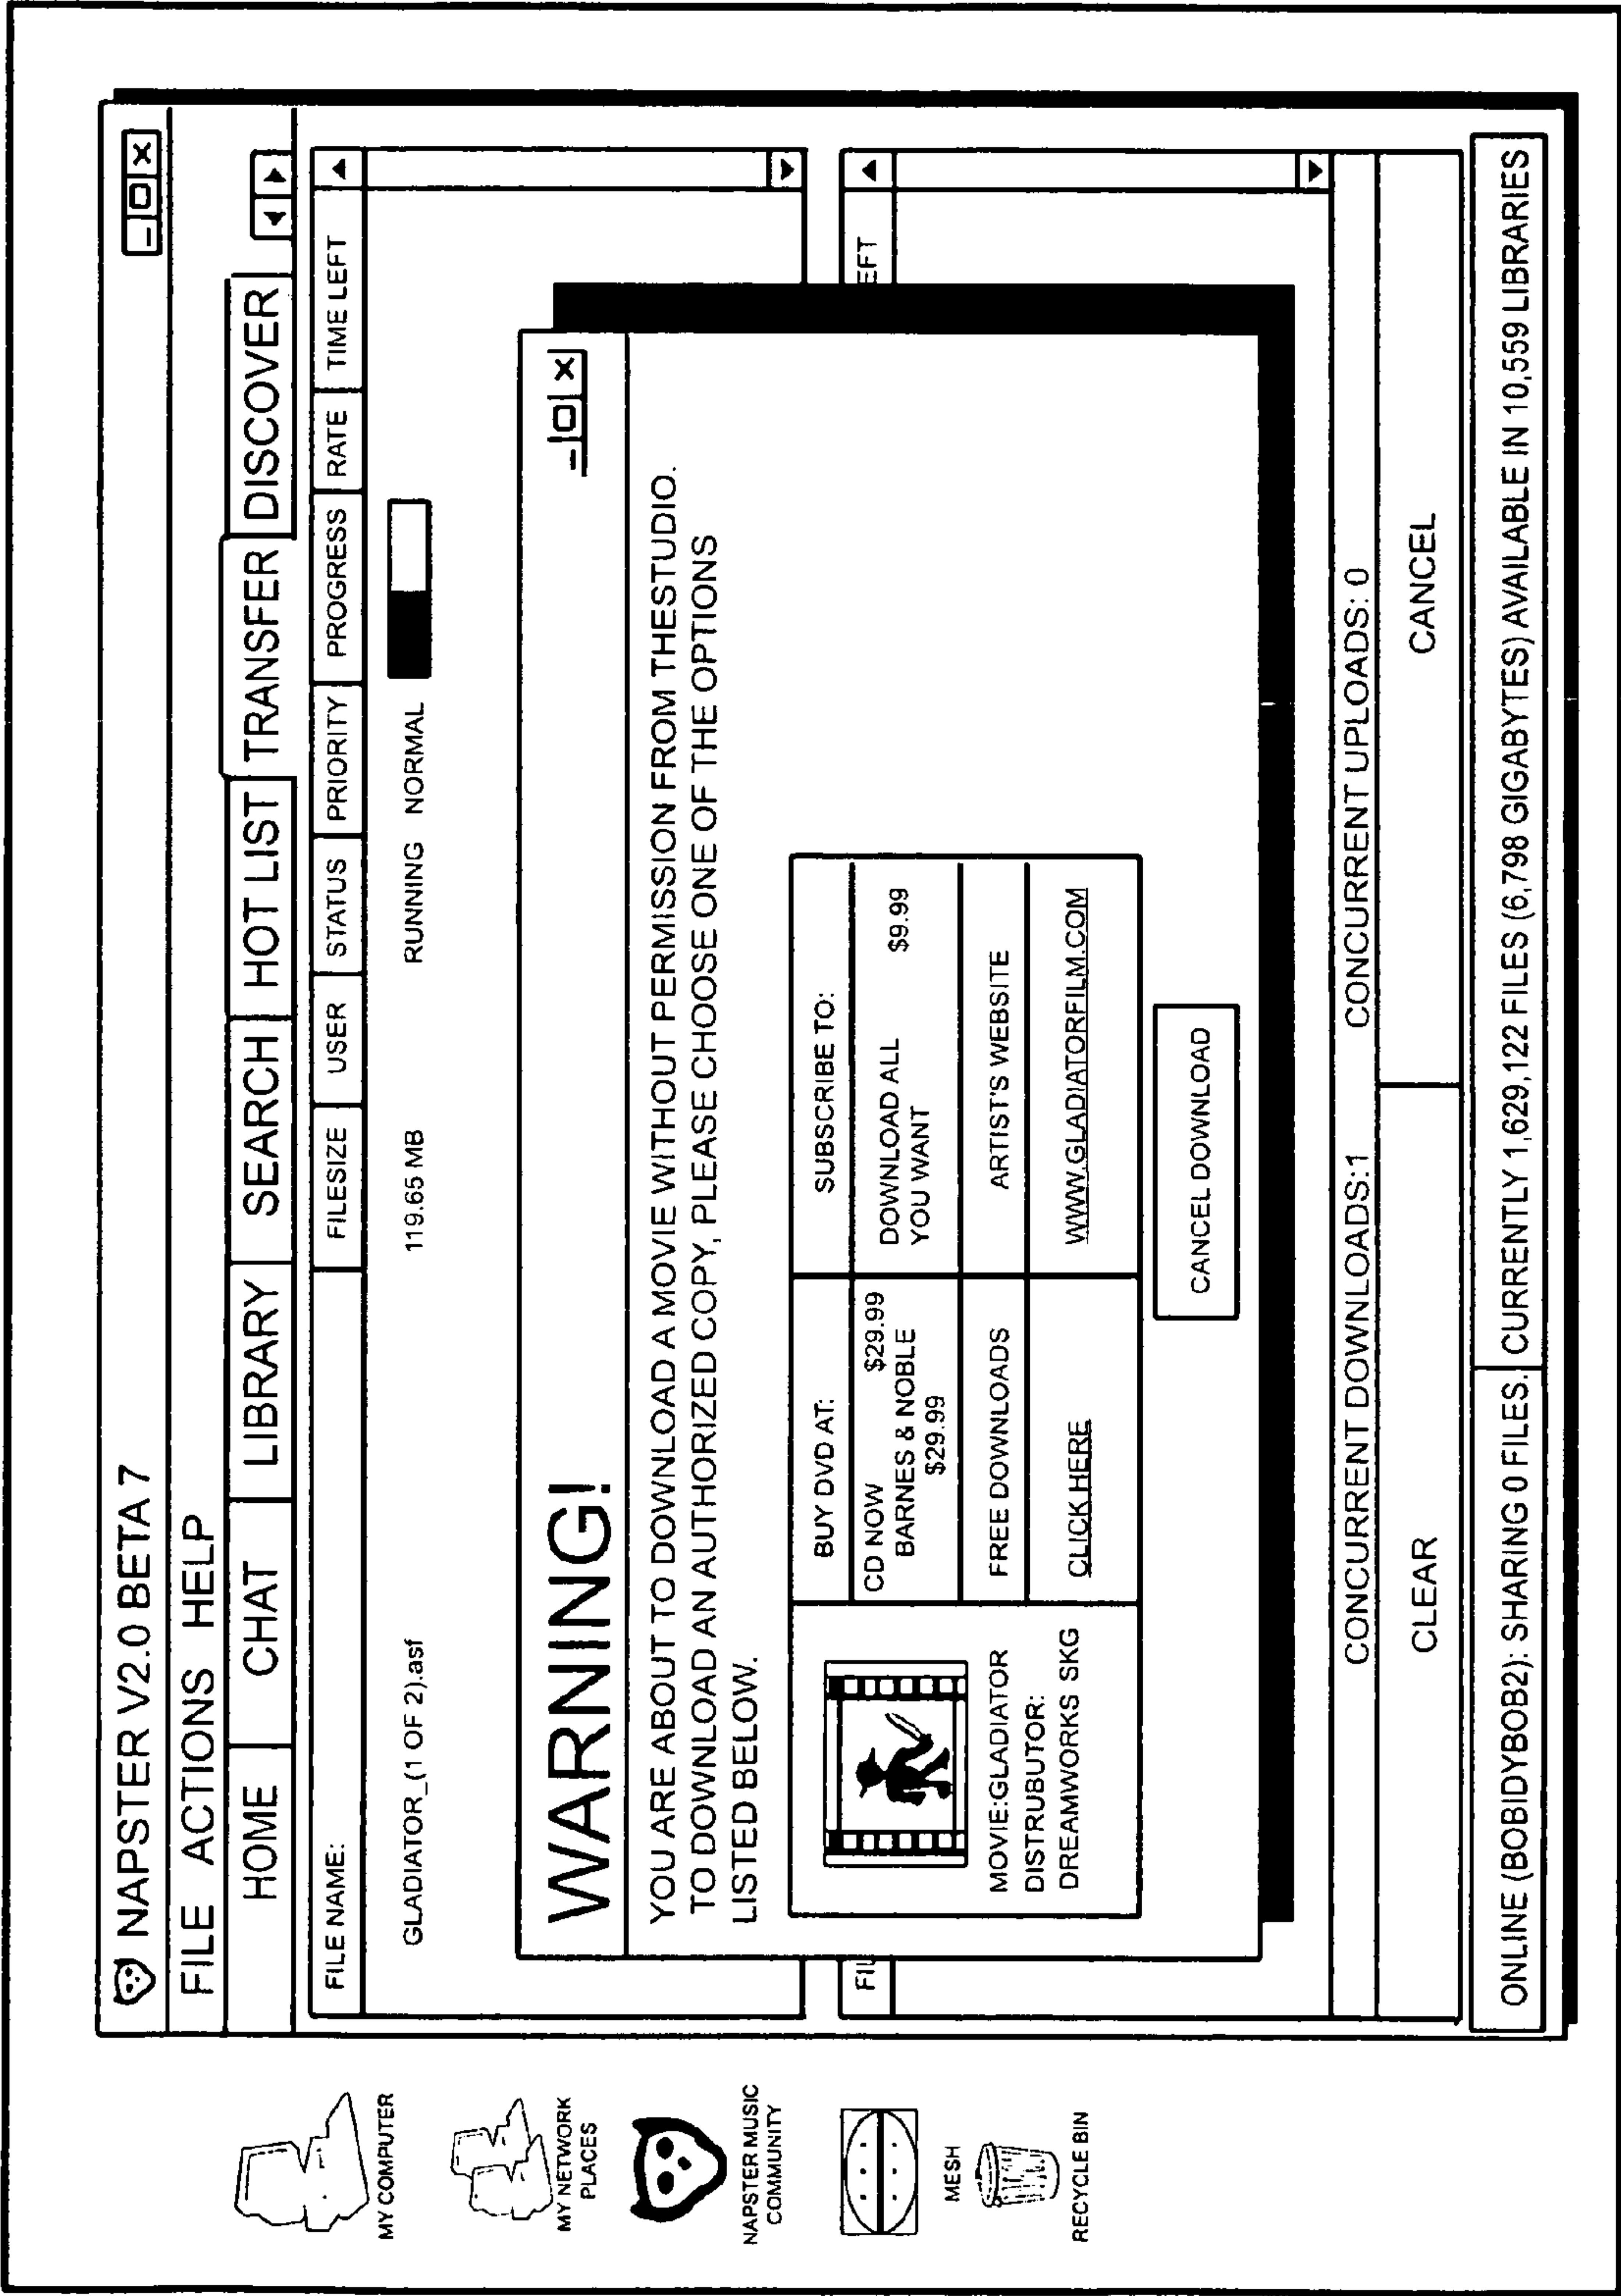 NAPSTER V2.0 BETA 7
FILE ACTIONS HELP
HOME CHAT LIBRARY SEARCH HOT LIST TRANSFER DISCOVER
FILE NAME: FILESIZE USER STATUS PRIORITY PROGRESS RATE TIME LEFT
GLADIATOR_(1 OF 2).asf 119.65 MB RUNNING NORMAL
WARNING!
YOU ARE ABOUT TO DOWNLOAD A MOVIE WITHOUT PERMISSION FROM THESTUDIO.
TO DOWNLOAD AN AUTHORIZED COPY, PLEASE CHOOSE ONE OF THE OPTIONS
LISTED BELOW.
MOVIE:GLADIATOR
DISTRUBUTOR:
DREAMWORKS SKG
BUY DVD AT:
CD NOW $29.99
BARNES & NOBLE
$29.99
SUBSCRIBE TO:
DOWNLOAD ALL $9.99
YOU WANT
FREE DOWNLOADS
CLICK HERE
ARTIST'S WEBSITE
WWW.GLADIATORFILM.COM
CANCEL DOWNLOAD
FIL EFT
CONCURRENT DOWNLOADS:1 CONCURRENT UPLOADS: 0
CLEAR CANCEL
ONLINE (BOBIDYBOB2): SHARING 0 FILES. CURRENTLY 1,629,122 FILES (6,798 GIGABYTES) AVAILABLE IN 10,559 LIBRARIES
MY COMPUTER
MY NETWORK
PLACES
NAPSTER MUSIC
COMMUNITY
MESH
RECYCLE BIN